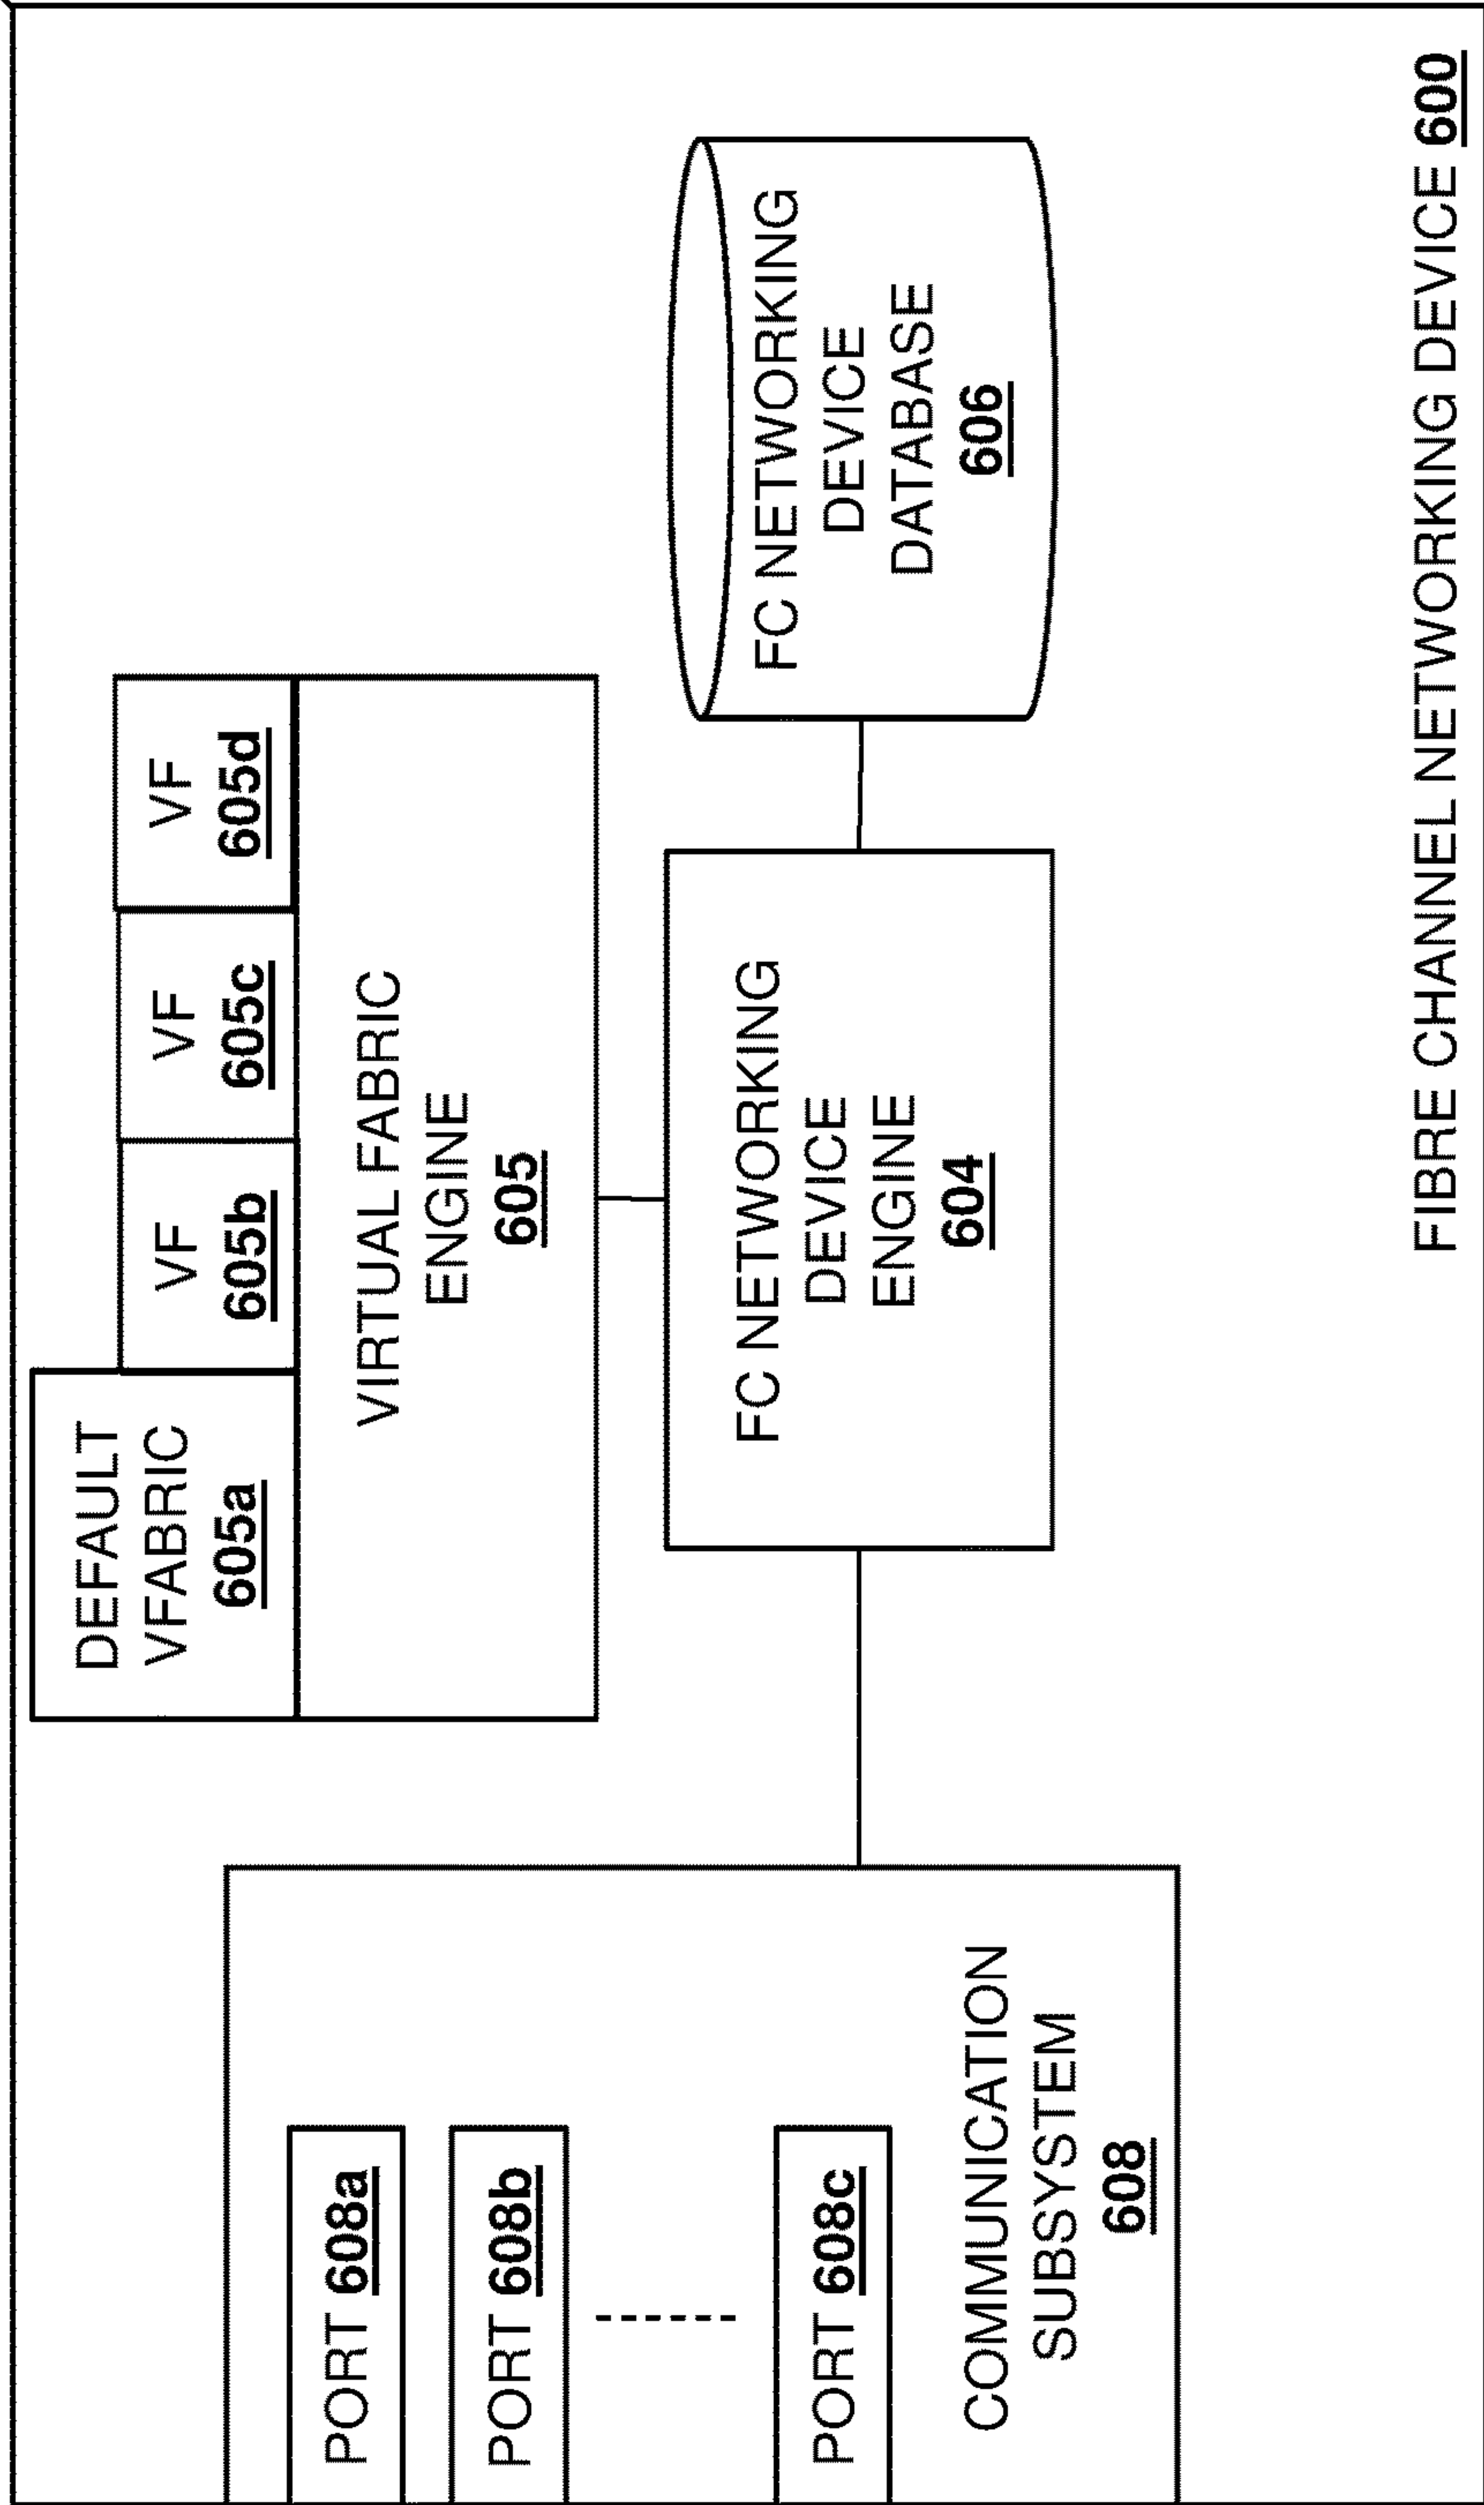 DEFAULT
VFABRIC
605a
VF
605b
VF
605c
VF
605d
VIRTUAL FABRIC
ENGINE
605
PORT 608a
PORT 608b
PORT 608c
COMMUNICATION
SUBSYSTEM
608
FC NETWORKING
DEVICE
ENGINE
604
FC NETWORKING
DEVICE
DATABASE
606
FIBRE CHANNEL NETWORKING DEVICE 600